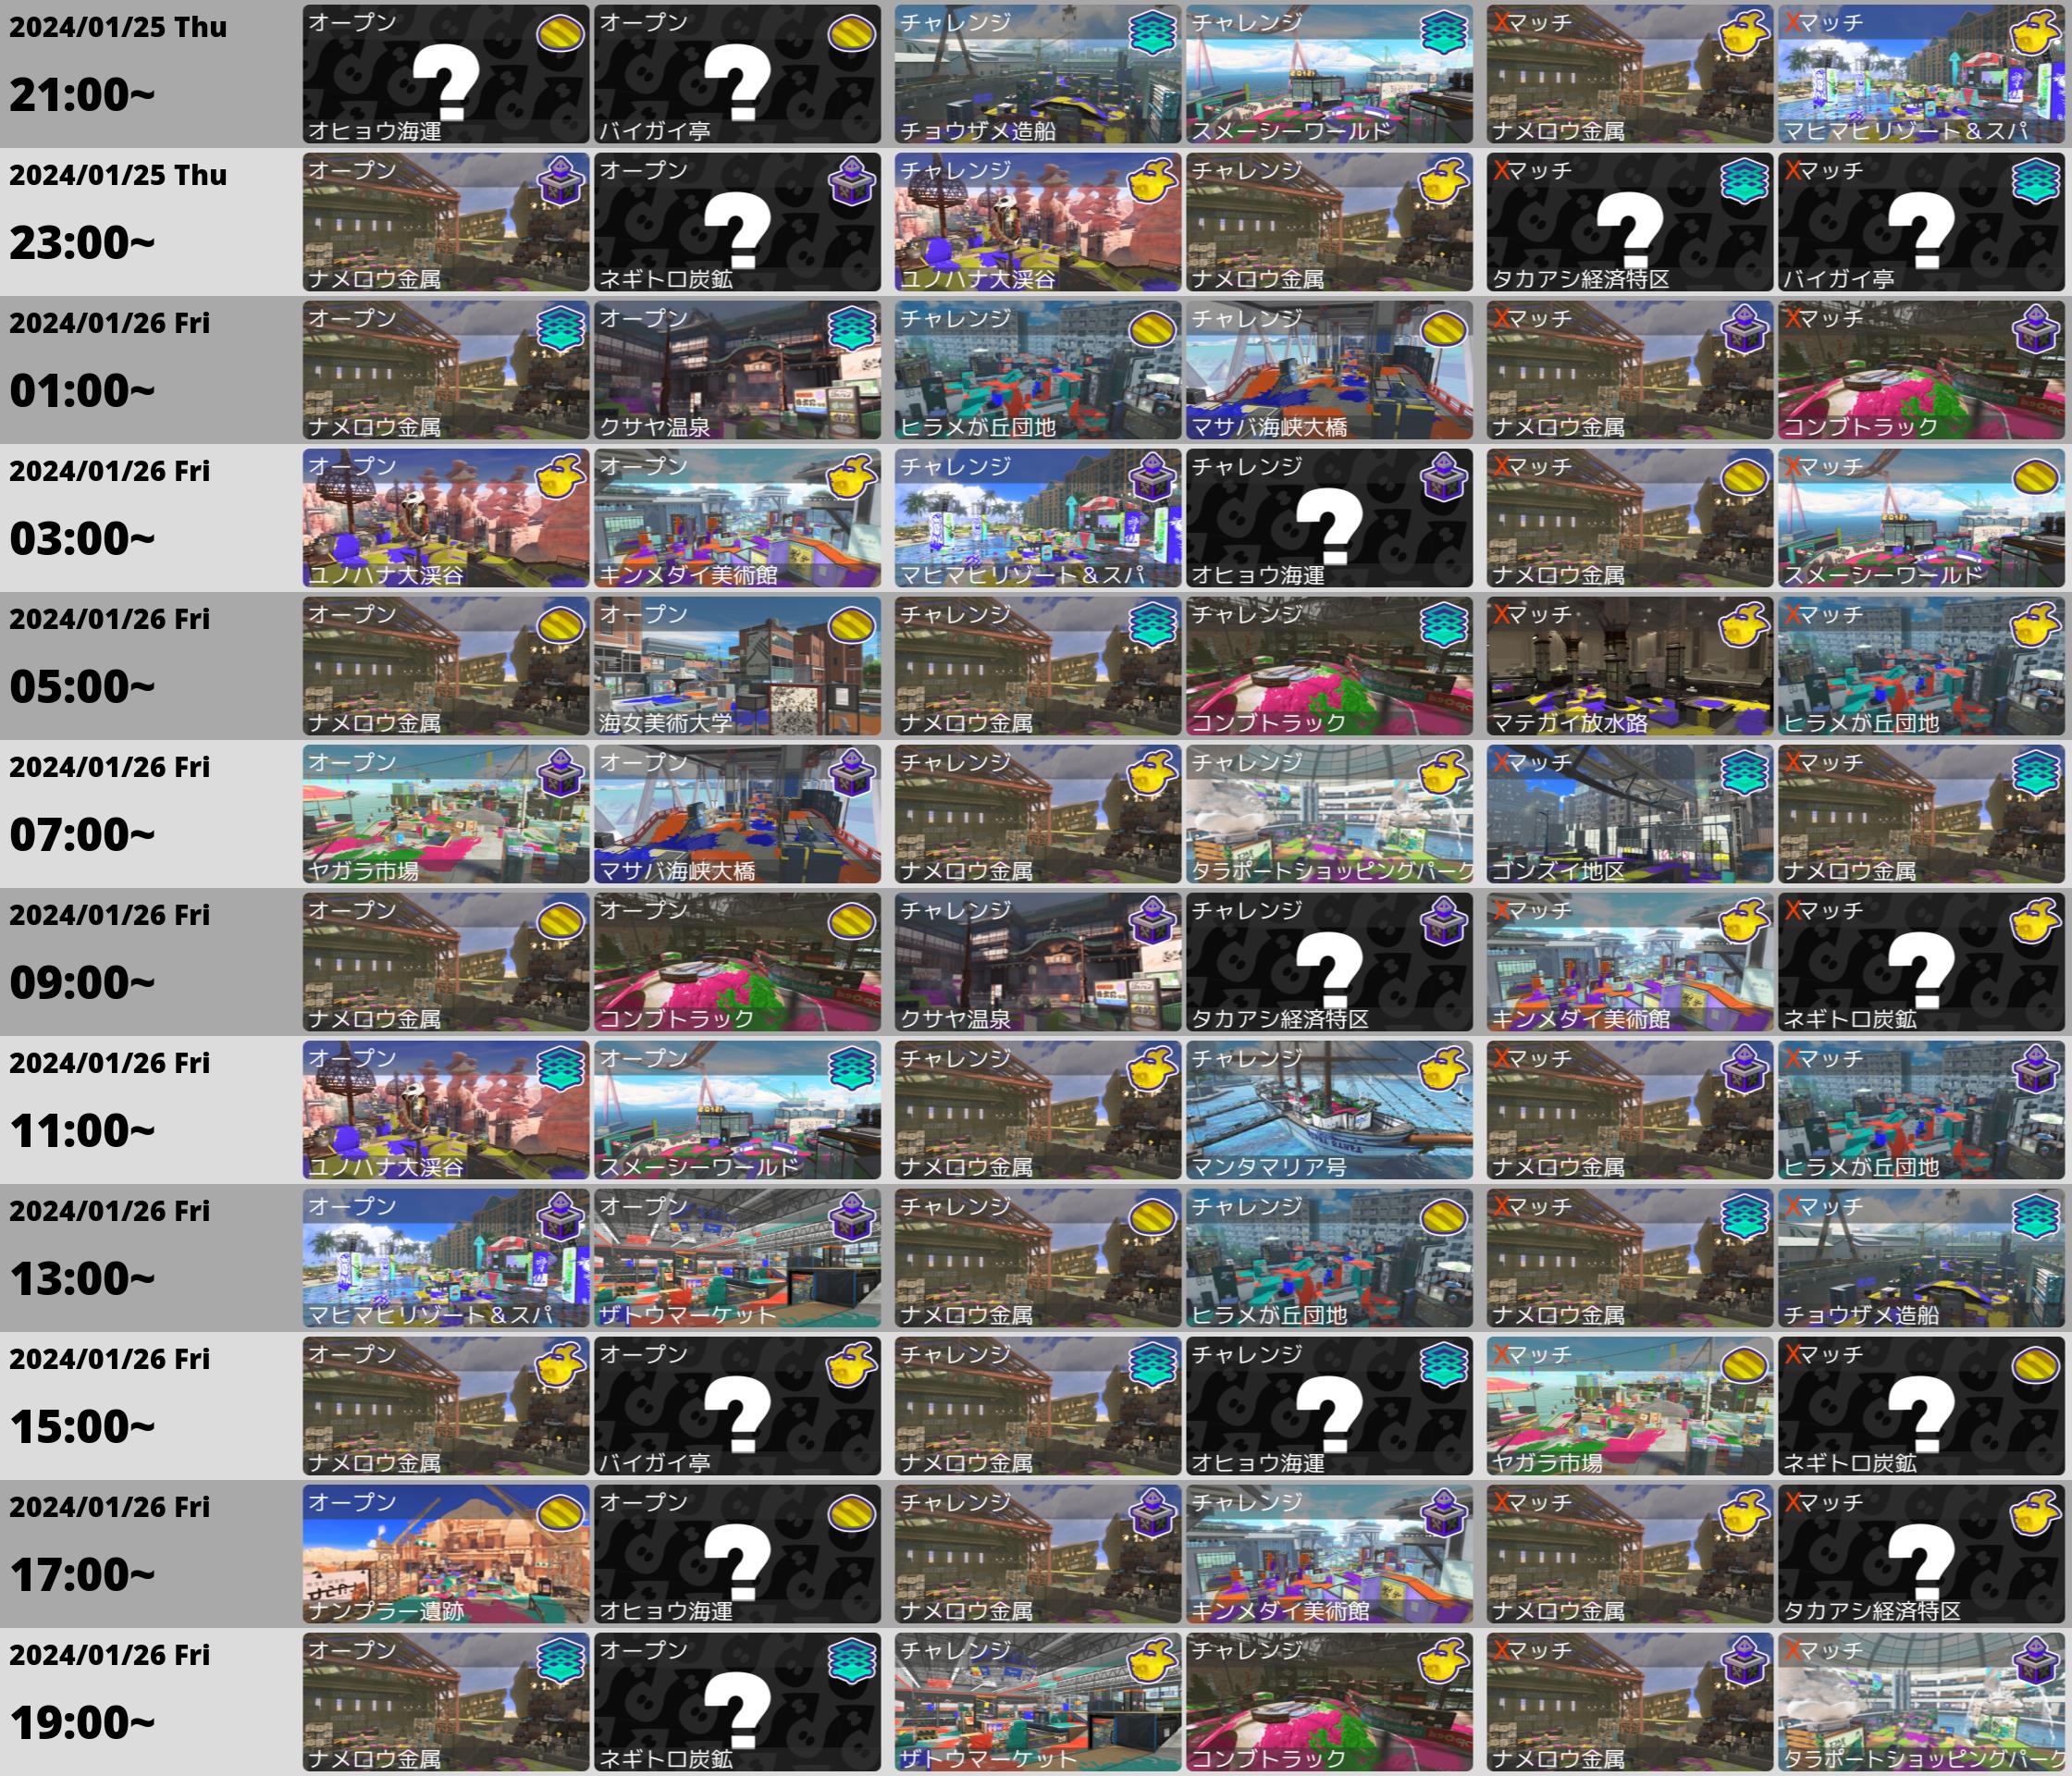 2024/01/25 Thu
21:00~
オープン オープン チャレンジ チャレンジ Xマッチ Xマッチ
オヒョウ海運 バイガイ亭 チョウザメ造船 スメーシーワールド ナメロウ金属 マヒマヒリゾート＆スパ
2024/01/25 Thu
23:00~
オープン オープン チャレンジ チャレンジ Xマッチ Xマッチ
ナメロウ金属 ネギトロ炭鉱 ユノハナ大渓谷 ナメロウ金属 タカアシ経済特区 バイガイ亭
2024/01/26 Fri
01:00~
オープン オープン チャレンジ チャレンジ Xマッチ Xマッチ
ナメロウ金属 クサヤ温泉 ヒラメが丘団地 マサバ海峡大橋 ナメロウ金属 コンブトラック
2024/01/26 Fri
03:00~
オープン オープン チャレンジ チャレンジ Xマッチ Xマッチ
ユノハナ大渓谷 キンメダイ美術館 マヒマヒリゾート＆スパ オヒョウ海運 ナメロウ金属 スメーシーワールド
2024/01/26 Fri
05:00~
オープン オープン チャレンジ チャレンジ Xマッチ Xマッチ
ナメロウ金属 海女美術大学 ナメロウ金属 コンブトラック マテガイ放水路 ヒラメが丘団地
2024/01/26 Fri
07:00~
オープン オープン チャレンジ チャレンジ Xマッチ Xマッチ
ヤガラ市場 マサバ海峡大橋 ナメロウ金属 タラポートショッピングパーク ゴンズイ地区 ナメロウ金属
2024/01/26 Fri
09:00~
オープン オープン チャレンジ チャレンジ Xマッチ Xマッチ
ナメロウ金属 コンブトラック クサヤ温泉 タカアシ経済特区 キンメダイ美術館 ネギトロ炭鉱
2024/01/26 Fri
11:00~
オープン オープン チャレンジ チャレンジ Xマッチ Xマッチ
ユノハナ大渓谷 スメーシーワールド ナメロウ金属 マンタマリア号 ナメロウ金属 ヒラメが丘団地
2024/01/26 Fri
13:00~
オープン オープン チャレンジ チャレンジ Xマッチ Xマッチ
マヒマヒリゾート＆スパ ザトウマーケット ナメロウ金属 ヒラメが丘団地 ナメロウ金属 チョウザメ造船
2024/01/26 Fri
15:00~
オープン オープン チャレンジ チャレンジ Xマッチ Xマッチ
ナメロウ金属 バイガイ亭 ナメロウ金属 オヒョウ海運 ヤガラ市場 ネギトロ炭鉱
2024/01/26 Fri
17:00~
オープン オープン チャレンジ チャレンジ Xマッチ Xマッチ
ナンプラー遺跡 オヒョウ海運 ナメロウ金属 キンメダイ美術館 ナメロウ金属 タカアシ経済特区
2024/01/26 Fri
19:00~
オープン オープン チャレンジ チャレンジ Xマッチ Xマッチ
ナメロウ金属 ネギトロ炭鉱 ザトウマーケット コンブトラック ナメロウ金属 タラポートショッピングパーク